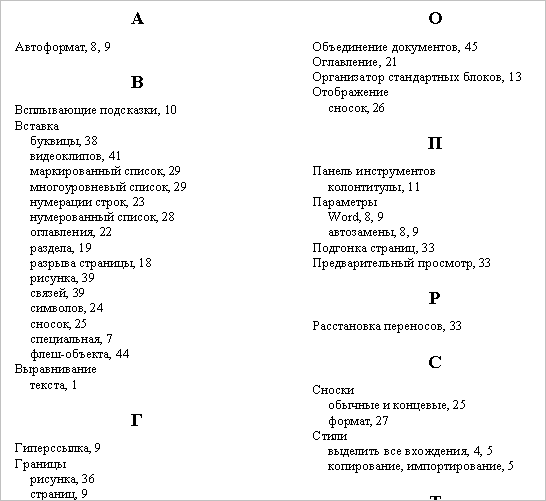 А
Автоформат, 8, 9
В
Всплывающие подсказки, 10
Вставка
буквицы, 38
видеоклипов, 41
маркированный список, 29
многоуровневый список, 29
нумерации строк, 23
нумерованный список, 28
оглавления, 22
раздела, 19
разрыва страницы, 18
рисунка, 39
связей, 39
символов, 24
сносок, 25
специальная, 7
флеш-объекта, 44
Выравнивание
текста, 1
Г
Гиперссылка, 9
Границы
рисунка, 36
страниц, 9
О
Объединение документов, 45
Оглавление, 21
Организатор стандартных блоков, 13
Отображение
сносок, 26
П
Панель инструментов
колонтитулы, 11
Параметры
Word, 8, 9
автозамены, 8, 9
Подгонка страниц, 33
Предварительный просмотр, 33
Р
Расстановка переносов, 33
С
Сноски
обычные и концевые, 25
формат, 27
Стили
выделить все вхождения, 4, 5
копирование, импортирование, 5